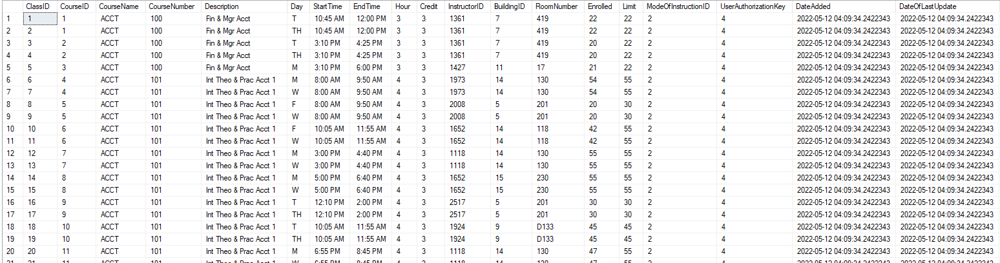 ClassID CourseID CourseName CourseNumber Description Day StartTime EndTime Hour Credit InstructorID BuildingID RoomNumber Enrolled Limit ModeOfInstructionID UserAuthorizationKey DateAdded DateOfLastUpdate
1 1 1 ACCT 100 Fin & Mgr Acct T 10:45 AM 12:00 PM 3 3 1361 7 419 22 22 2 4 2022-05-12 04:09:34.2422343 2022-05-12 04:09:34.2422343
2 2 1 ACCT 100 Fin & Mgr Acct TH 10:45 AM 12:00 PM 3 3 1361 7 419 22 22 2 4 2022-05-12 04:09:34.2422343 2022-05-12 04:09:34.2422343
3 3 2 ACCT 100 Fin & Mgr Acct T 3:10 PM 4:25 PM 3 3 1361 7 419 20 22 2 4 2022-05-12 04:09:34.2422343 2022-05-12 04:09:34.2422343
4 4 2 ACCT 100 Fin & Mgr Acct TH 3:10 PM 4:25 PM 3 3 1361 7 419 20 22 2 4 2022-05-12 04:09:34.2422343 2022-05-12 04:09:34.2422343
5 5 3 ACCT 100 Fin & Mgr Acct M 3:10 PM 6:00 PM 3 3 1427 11 17 21 22 2 4 2022-05-12 04:09:34.2422343 2022-05-12 04:09:34.2422343
6 6 4 ACCT 101 Int Theo & Prac Acct 1 M 8:00 AM 9:50 AM 4 3 1973 14 130 54 55 2 4 2022-05-12 04:09:34.2422343 2022-05-12 04:09:34.2422343
7 7 4 ACCT 101 Int Theo & Prac Acct 1 W 8:00 AM 9:50 AM 4 3 1973 14 130 54 55 2 4 2022-05-12 04:09:34.2422343 2022-05-12 04:09:34.2422343
8 8 5 ACCT 101 Int Theo & Prac Acct 1 F 8:00 AM 9:50 AM 4 3 2008 5 201 20 30 2 4 2022-05-12 04:09:34.2422343 2022-05-12 04:09:34.2422343
9 9 5 ACCT 101 Int Theo & Prac Acct 1 W 8:00 AM 9:50 AM 4 3 2008 5 201 20 30 2 4 2022-05-12 04:09:34.2422343 2022-05-12 04:09:34.2422343
10 10 6 ACCT 101 Int Theo & Prac Acct 1 F 10:05 AM 11:55 AM 4 3 1652 14 118 42 55 2 4 2022-05-12 04:09:34.2422343 2022-05-12 04:09:34.2422343
11 11 6 ACCT 101 Int Theo & Prac Acct 1 W 10:05 AM 11:55 AM 4 3 1652 14 118 42 55 2 4 2022-05-12 04:09:34.2422343 2022-05-12 04:09:34.2422343
12 12 7 ACCT 101 Int Theo & Prac Acct 1 M 3:00 PM 4:40 PM 4 3 1118 14 130 55 55 2 4 2022-05-12 04:09:34.2422343 2022-05-12 04:09:34.2422343
13 13 7 ACCT 101 Int Theo & Prac Acct 1 W 3:00 PM 4:40 PM 4 3 1118 14 130 55 55 2 4 2022-05-12 04:09:34.2422343 2022-05-12 04:09:34.2422343
14 14 8 ACCT 101 Int Theo & Prac Acct 1 M 5:00 PM 6:40 PM 4 3 1652 15 230 55 55 2 4 2022-05-12 04:09:34.2422343 2022-05-12 04:09:34.2422343
15 15 8 ACCT 101 Int Theo & Prac Acct 1 W 5:00 PM 6:40 PM 4 3 1652 15 230 55 55 2 4 2022-05-12 04:09:34.2422343 2022-05-12 04:09:34.2422343
16 16 9 ACCT 101 Int Theo & Prac Acct 1 T 12:10 PM 2:00 PM 4 3 2517 5 201 30 30 2 4 2022-05-12 04:09:34.2422343 2022-05-12 04:09:34.2422343
17 17 9 ACCT 101 Int Theo & Prac Acct 1 TH 12:10 PM 2:00 PM 4 3 2517 5 201 30 30 2 4 2022-05-12 04:09:34.2422343 2022-05-12 04:09:34.2422343
18 18 10 ACCT 101 Int Theo & Prac Acct 1 T 10:05 AM 11:55 AM 4 3 1924 9 D133 45 45 2 4 2022-05-12 04:09:34.2422343 2022-05-12 04:09:34.2422343
19 19 10 ACCT 101 Int Theo & Prac Acct 1 TH 10:05 AM 11:55 AM 4 3 1924 9 D133 45 45 2 4 2022-05-12 04:09:34.2422343 2022-05-12 04:09:34.2422343
20 20 11 ACCT 101 Int Theo & Prac Acct 1 M 6:55 PM 8:45 PM 4 3 1118 14 130 47 55 2 4 2022-05-12 04:09:34.2422343 2022-05-12 04:09:34.2422343